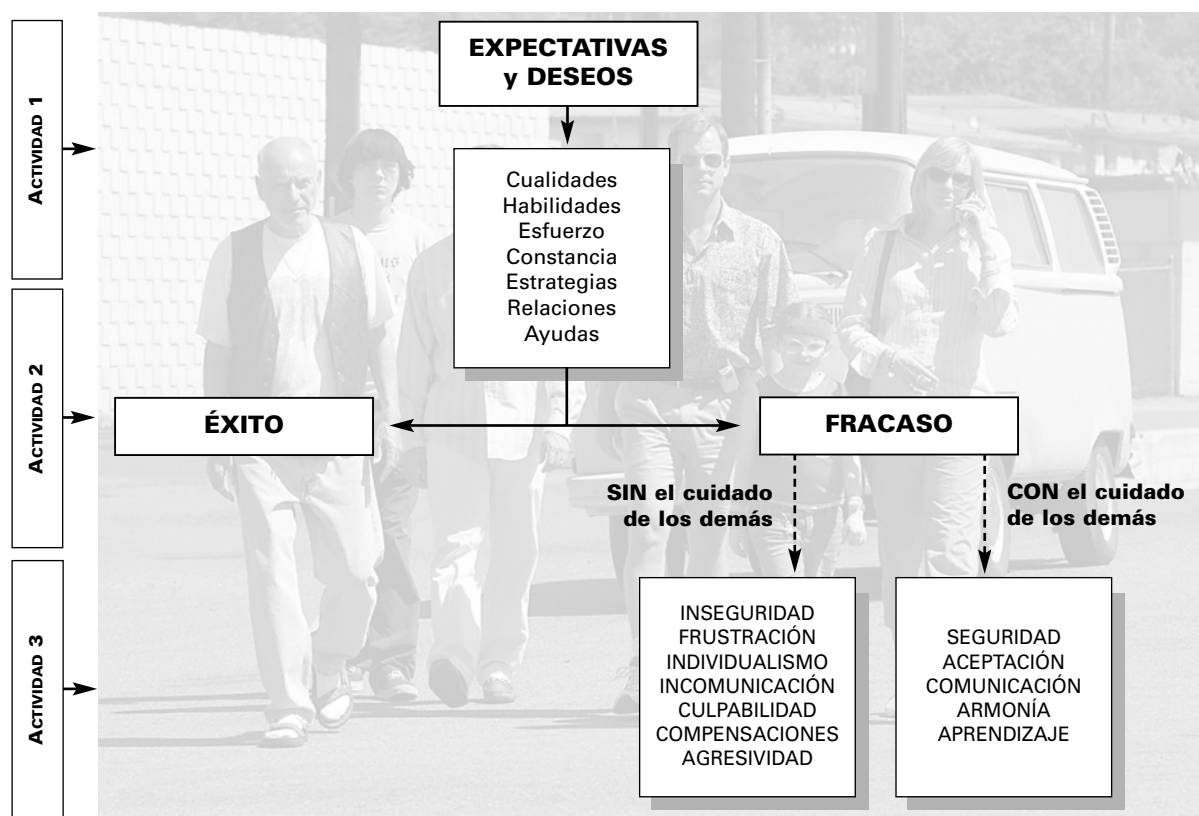 ACTIVIDAD 1
EXPECTATIVAS
y DESEOS
Cualidades
Habilidades
Esfuerzo
Constancia
Estrategias
Relaciones
Ayudas
ACTIVIDAD 2
ÉXITO
FRACASO
SIN el cuidado
de los demás
CON el cuidado
de los demás
ACTIVIDAD 3
INSEGURIDAD
FRUSTRACIÓN
INDIVIDUALISMO
INCOMUNICACIÓN
CULPABILIDAD
COMPENSACIONES
AGRESIVIDAD
SEGURIDAD
ACEPTACIÓN
COMUNICACIÓN
ARMONÍA
APRENDIZAJE